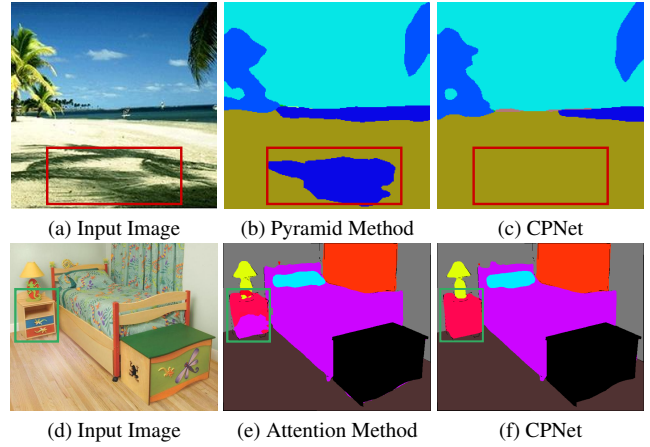 (a) Input Image (b) Pyramid Method (c) CPNet
(d) Input Image (e) Attention Method (f) CPNet